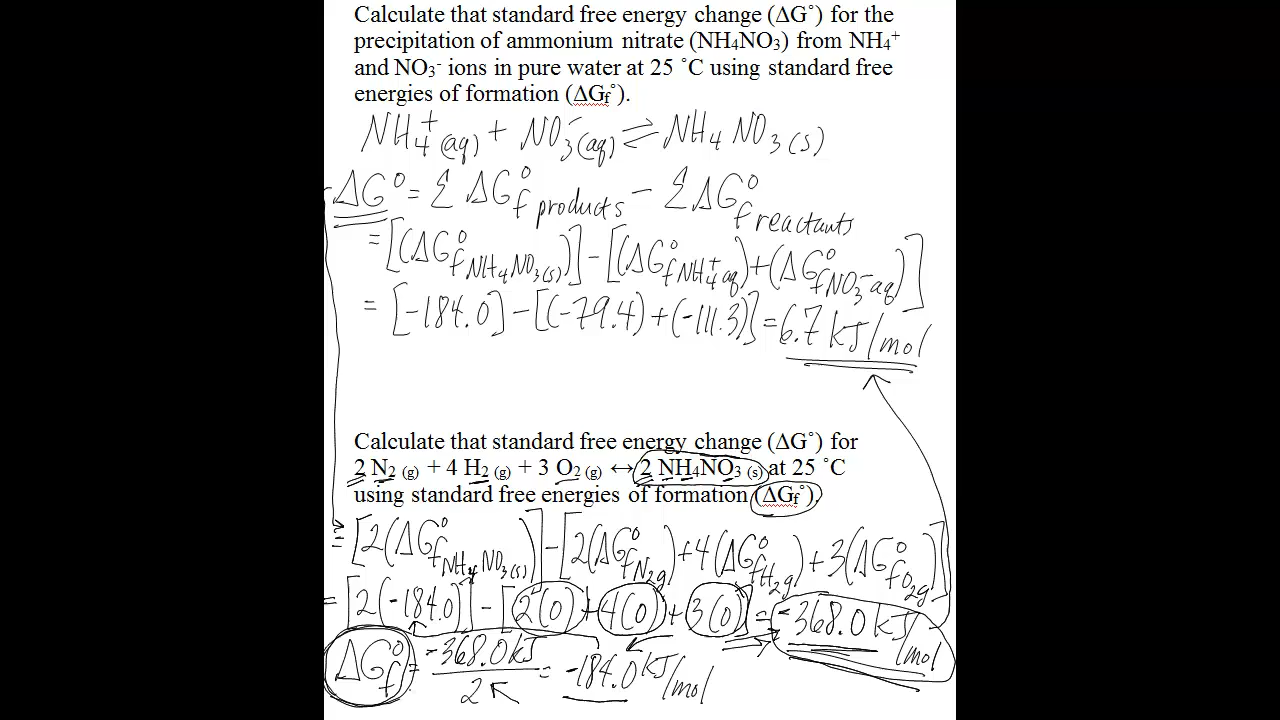 Calculate that standard free energy change (ΔG˚) for the
precipitation of ammonium nitrate (NH₄NO₃) from NH₄⁺
and NO₃⁻ ions in pure water at 25 ˚C using standard free
energies of formation (ΔGf˚).
NH₄⁺(aq) + NO₃⁻(aq) ⇌ NH₄NO₃(s)
ΔG° = Σ ΔG°f products - Σ ΔG°f reactants
= [(ΔG°f NH₄NO₃(s))] - [(ΔG°f NH₄⁺aq) + (ΔG°f NO₃⁻aq)]
= [-184.0] - [(-79.4) + (-111.3)] = 6.7 kJ/mol
Calculate that standard free energy change (ΔG˚) for
2 N₂ (g) + 4 H₂ (g) + 3 O₂ (g) ↔ 2 NH₄NO₃ (s) at 25 ˚C
using standard free energies of formation (ΔGf˚).
= [2(ΔG°f NH₄NO₃(s))] - [2(ΔG°f N₂g) + 4(ΔG°f H₂g) + 3(ΔG°f O₂g)]
= [2(-184.0)] - [2(0) + 4(0) + 3(0)] = -368.0 kJ/mol
ΔG°f = -368.0 kJ / 2 = -184.0 kJ/mol